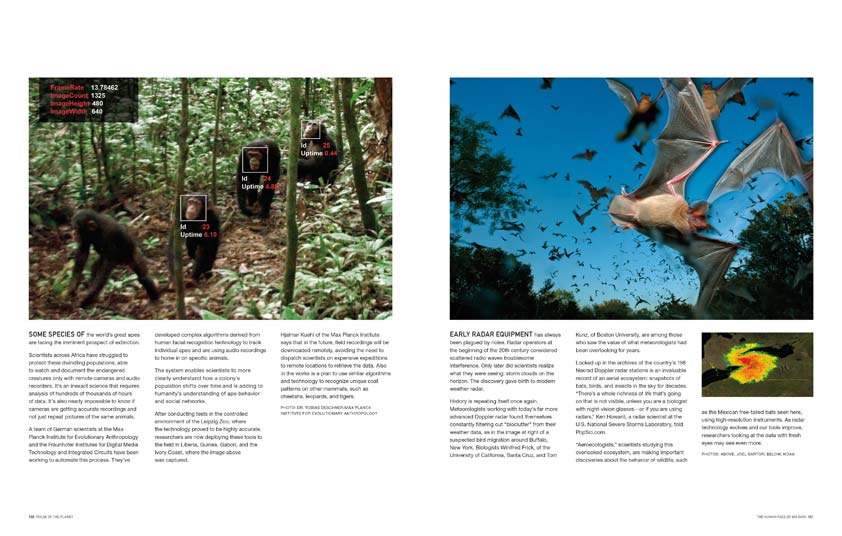 FrameRate 13.78462
ImageCount 1325
ImageHeight 480
ImageWidth 640
Id 25
Uptime 0.44
Id 24
Uptime 4.88
Id 23
Uptime 6.10
SOME SPECIES OF the world's great apes
are facing the imminent prospect of extinction.
Scientists across Africa have struggled to
protect these dwindling populations, able
to watch and document the endangered
creatures only with remote cameras and audio
recorders. It's an inexact science that requires
analysis of hundreds of thousands of hours
of data. It's also nearly impossible to know if
cameras are getting accurate recordings and
not just repeat pictures of the same animals.
A team of German scientists at the Max
Planck Institute for Evolutionary Anthropology
and the Fraunhofer Institutes for Digital Media
Technology and Integrated Circuits have been
working to automate this process. They've
developed complex algorithms derived from
human facial-recognition technology to track
individual apes and are using audio recordings
to home in on specific animals.
The system enables scientists to more
clearly understand how a colony's
population shifts over time and is adding to
humanity's understanding of ape behavior
and social networks.
After conducting tests in the controlled
environment of the Leipzig Zoo, where
the technology proved to be highly accurate,
researchers are now deploying these tools to
the field in Liberia, Guinea, Gabon, and the
Ivory Coast, where the image above
was captured.
Hjalmar Kuehl of the Max Planck Institute
says that in the future, field recordings will be
downloaded remotely, avoiding the need to
dispatch scientists on expensive expeditions
to remote locations to retrieve the data. Also
in the works is a plan to use similar algorithms
and technology to recognize unique coat
patterns on other mammals, such as
cheetahs, leopards, and tigers.
PHOTO: DR. TOBIAS DESCHNER/MAX PLANCK
INSTITUTE FOR EVOLUTIONARY ANTHROPOLOGY
EARLY RADAR EQUIPMENT has always
been plagued by noise. Radar operators at
the beginning of the 20th century considered
scattered radio waves troublesome
interference. Only later did scientists realize
what they were seeing: storm clouds on the
horizon. The discovery gave birth to modern
weather radar.
History is repeating itself once again.
Meteorologists working with today's far more
advanced Doppler radar found themselves
constantly filtering out "bioclutter" from their
weather data, as in the image at right of a
suspected bird migration around Buffalo,
New York. Biologists Winifred Frick, of the
University of California, Santa Cruz, and Tom
Kunz, of Boston University, are among those
who saw the value of what meteorologists had
been overlooking for years.
Locked up in the archives of the country's 156
Nexrad Doppler radar stations is an invaluable
record of an aerial ecosystem: snapshots of
bats, birds, and insects in the sky for decades.
"There's a whole richness of life that's going
on that is not visible, unless you are a biologist
with night-vision glasses—or if you are using
radars," Ken Howard, a radar scientist at the
U.S. National Severe Storms Laboratory, told
PopSci.com.
"Aeroecologists," scientists studying this
overlooked ecosystem, are making important
discoveries about the behavior of wildlife, such
as the Mexican free-tailed bats seen here,
using high-resolution instruments. As radar
technology evolves and our tools improve,
researchers looking at the data with fresh
eyes may see even more.
PHOTOS: ABOVE, JOEL SARTORI; BELOW, NOAA
PULSE OF THE PLANET
THE HUMAN FACE OF BIG DATA